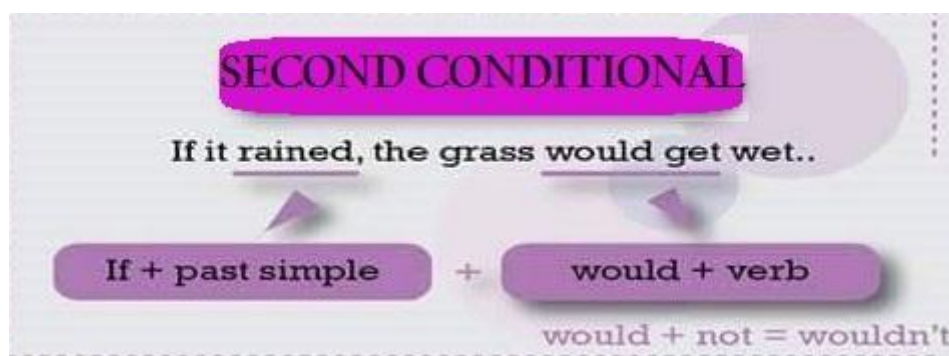 SECOND CONDITIONAL
If it rained, the grass would get wet..
If + past simple + would + verb
would + not = wouldn't